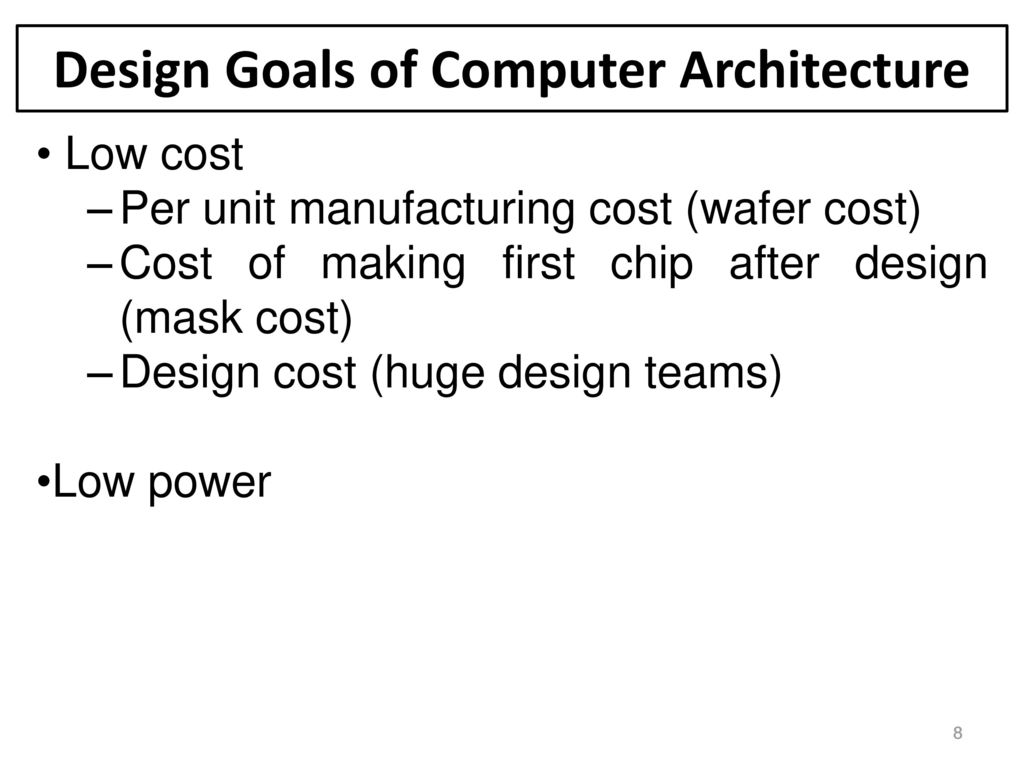 Design Goals of Computer Architecture
• Low cost
– Per unit manufacturing cost (wafer cost)
– Cost of making first chip after design
(mask cost)
– Design cost (huge design teams)
•Low power
8